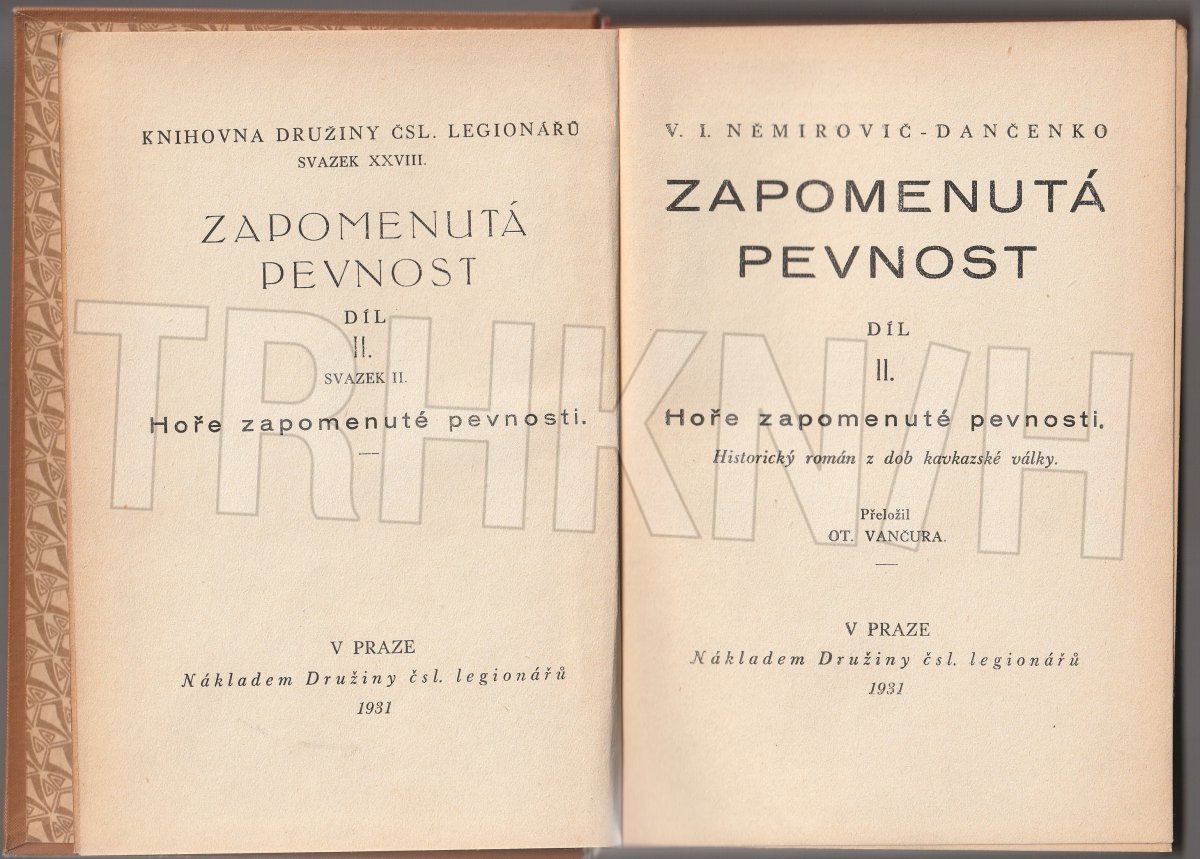 KNIHOVNA DRUŽINY ČSL. LEGIONÁŘŮ
SVAZEK XXVIII.
ZAPOMENUTÁ
PEVNOST
DÍL
II.
SVAZEK II.
Hoře zapomenuté pevnosti.
V PRAZE
Nákladem Družiny čsl. legionářů
1931
V. I. NĚMIROVIČ-DANČENKO
ZAPOMENUTÁ
PEVNOST
DÍL
II.
Hoře zapomenuté pevnosti.
Historický román z dob kavkazské války.
Přeložil
OT. VANČURA.
V PRAZE
Nákladem Družiny čsl. legionářů
1931
TRHKNIH